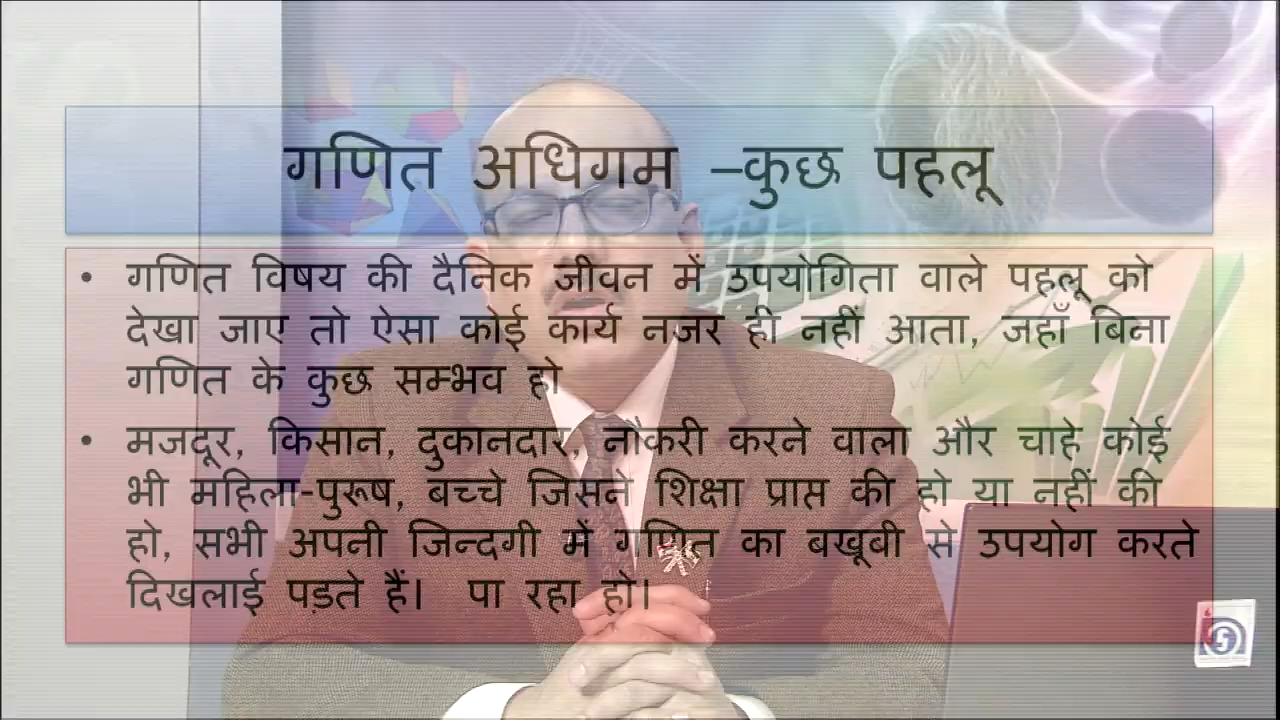 गणित अधिगम –कुछ पहलू
• गणित विषय की दैनिक जीवन में उपयोगिता वाले पहलू को
देखा जाए तो ऐसा कोई कार्य नजर ही नहीं आता, जहाँ बिना
गणित के कुछ सम्भव हो
• मजदूर, किसान, दुकानदार, नौकरी करने वाला और चाहे कोई
भी महिला-पुरूष, बच्चे जिसने शिक्षा प्राप्त की हो या नहीं की
हो, सभी अपनी जिन्दगी में गणित का बखूबी से उपयोग करते
दिखलाई पड़ते हैं।  पा रहा हो।